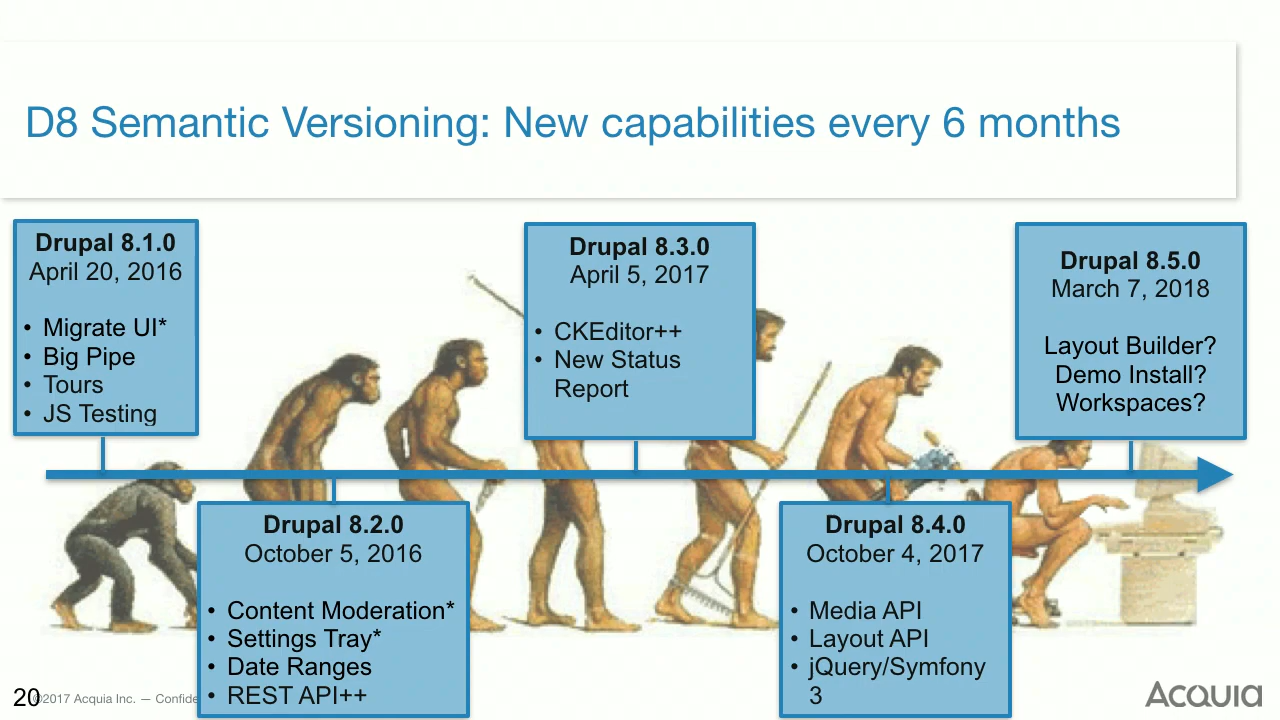 D8 Semantic Versioning: New capabilities every 6 months
Drupal 8.1.0
April 20, 2016
• Migrate UI*
• Big Pipe
• Tours
• JS Testing
Drupal 8.2.0
October 5, 2016
• Content Moderation*
• Settings Tray*
• Date Ranges
• REST API++
Drupal 8.3.0
April 5, 2017
• CKEditor++
• New Status
Report
Drupal 8.4.0
October 4, 2017
• Media API
• Layout API
• jQuery/Symfony
3
Drupal 8.5.0
March 7, 2018
Layout Builder?
Demo Install?
Workspaces?
20
©2017 Acquia Inc. — Confide
ACQUIA